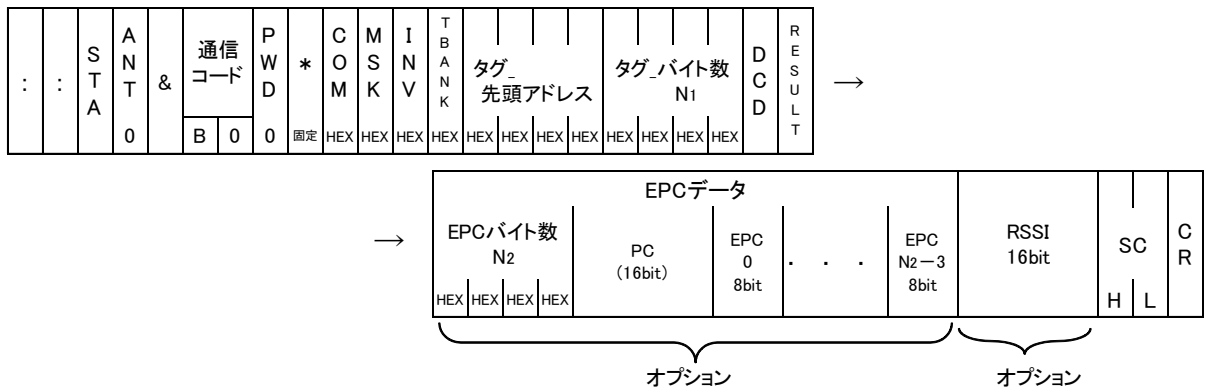 :
:
STA
ANT
0
&
通信
コード
B 0
PWD
0
*
固定
COM
HEX
MSK
HEX
INV
HEX
TBANK
HEX
タグ_
先頭アドレス
HEX HEX HEX HEX
タグ_バイト数
N1
HEX HEX HEX HEX
DCD
RESULT
→
→
EPCデータ
EPCバイト数
N2
HEX HEX HEX HEX
PC
(16bit)
EPC
0
8bit
. . .
EPC
N2-3
8bit
RSSI
16bit
SC
H L
CR
オプション
オプション